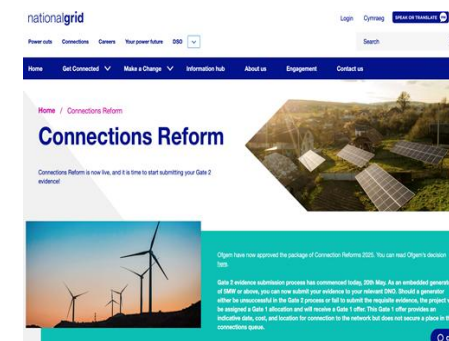 nationalgrid
Login Cymraeg SPEAK OR TRANSLATE
Power cuts Connections Careers Your power future DSO
Search
Home Get Connected Make a Change Information hub About us Engagement Contact us
Home / Connections Reform
Connections Reform
Connections Reform is now live, and it is time to start submitting your Gate 2
evidence!
Ofgem have now approved the package of Connection Reforms 2025. You can read Ofgem's decision
here.
Gate 2 evidence submission process has commenced today, 20th May. As an embedded generator
of 5MW or above, you can now submit your evidence to your relevant DNO. Should a generator
either be unsuccessful in the Gate 2 process or fail to submit the requisite evidence, the project
be assigned a Gate 1 allocation and will receive a Gate 1 offer. This Gate 1 offer provides an
indicative date, cost, and location for connection to the network but does not secure a place in
connections queue.